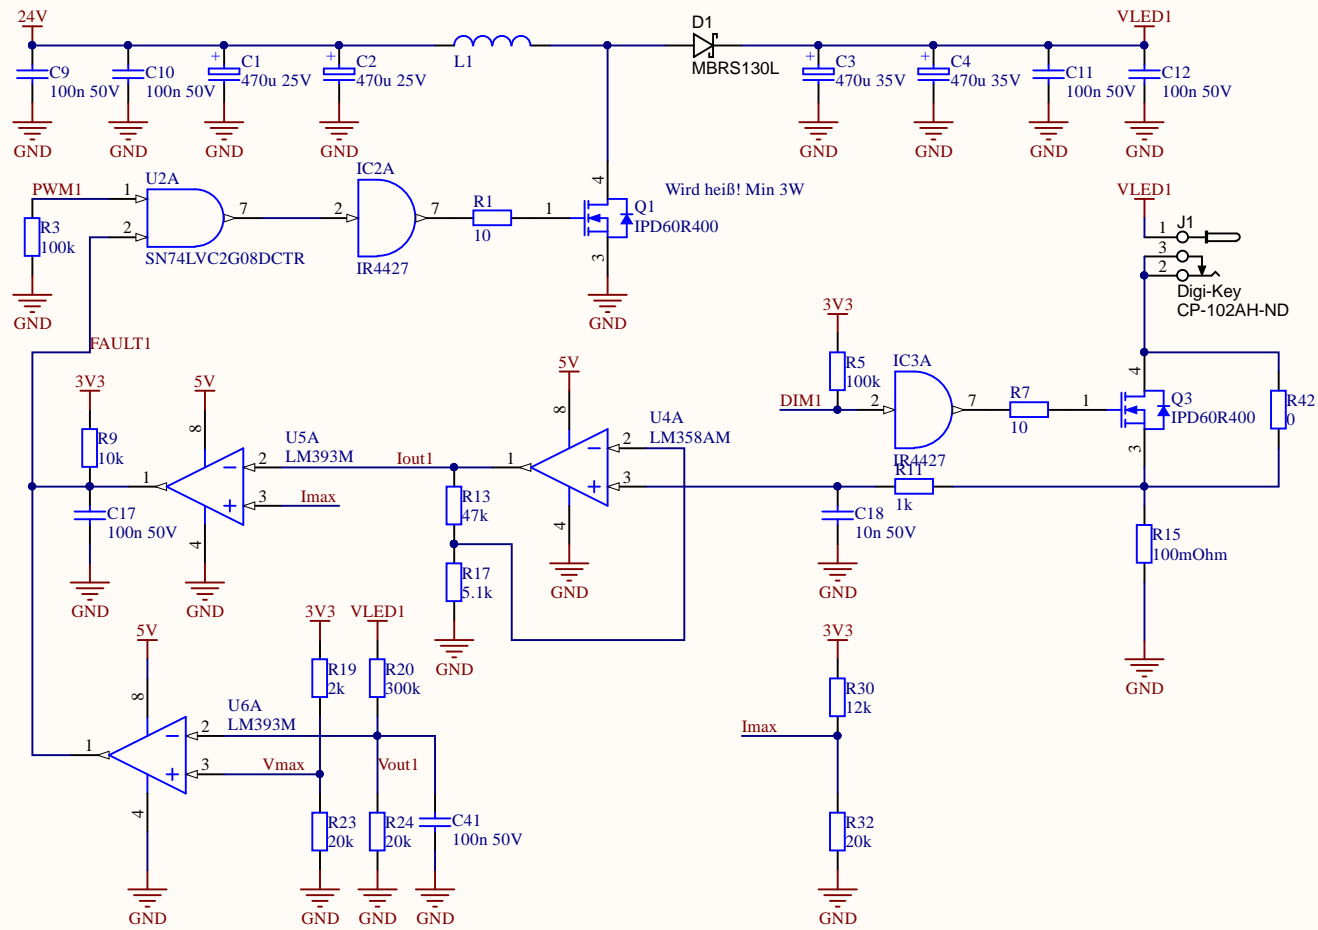 24V
C9
100n 50V
GND
C10
100n 50V
GND
+
C1
470u 25V
GND
+
C2
470u 25V
GND
L1
D1
MBRS130L
+
C3
470u 35V
GND
+
C4
470u 35V
GND
C11
100n 50V
GND
VLED1
C12
100n 50V
GND
PWM1
R3
100k
GND
1
2
U2A
7
SN74LVC2G08DCTR
IC2A
2
7
IR4427
R1
10
1
4
3
Q1
IPD60R400
Wird heiß! Min 3W
GND
VLED1
J1
1
3
2
Digi-Key
CP-102AH-ND
FAULT1
3V3
R9
10k
C17
100n 50V
GND
5V
8
U5A
LM393M
1
2
3
4
GND
Iout1
Imax
R13
47k
R17
5.1k
GND
5V
8
U4A
LM358AM
1
2
3
4
GND
3V3
R5
100k
DIM1
IC3A
2
7
IR4427
R7
10
1
4
3
Q3
IPD60R400
R42
0
R11
1k
C18
10n 50V
GND
R15
100mOhm
GND
5V
8
U6A
LM393M
1
2
3
4
GND
3V3
R19
2k
VLED1
R20
300k
Vmax
Vout1
R23
20k
GND
R24
20k
GND
C41
100n 50V
GND
3V3
R30
12k
Imax
R32
20k
GND